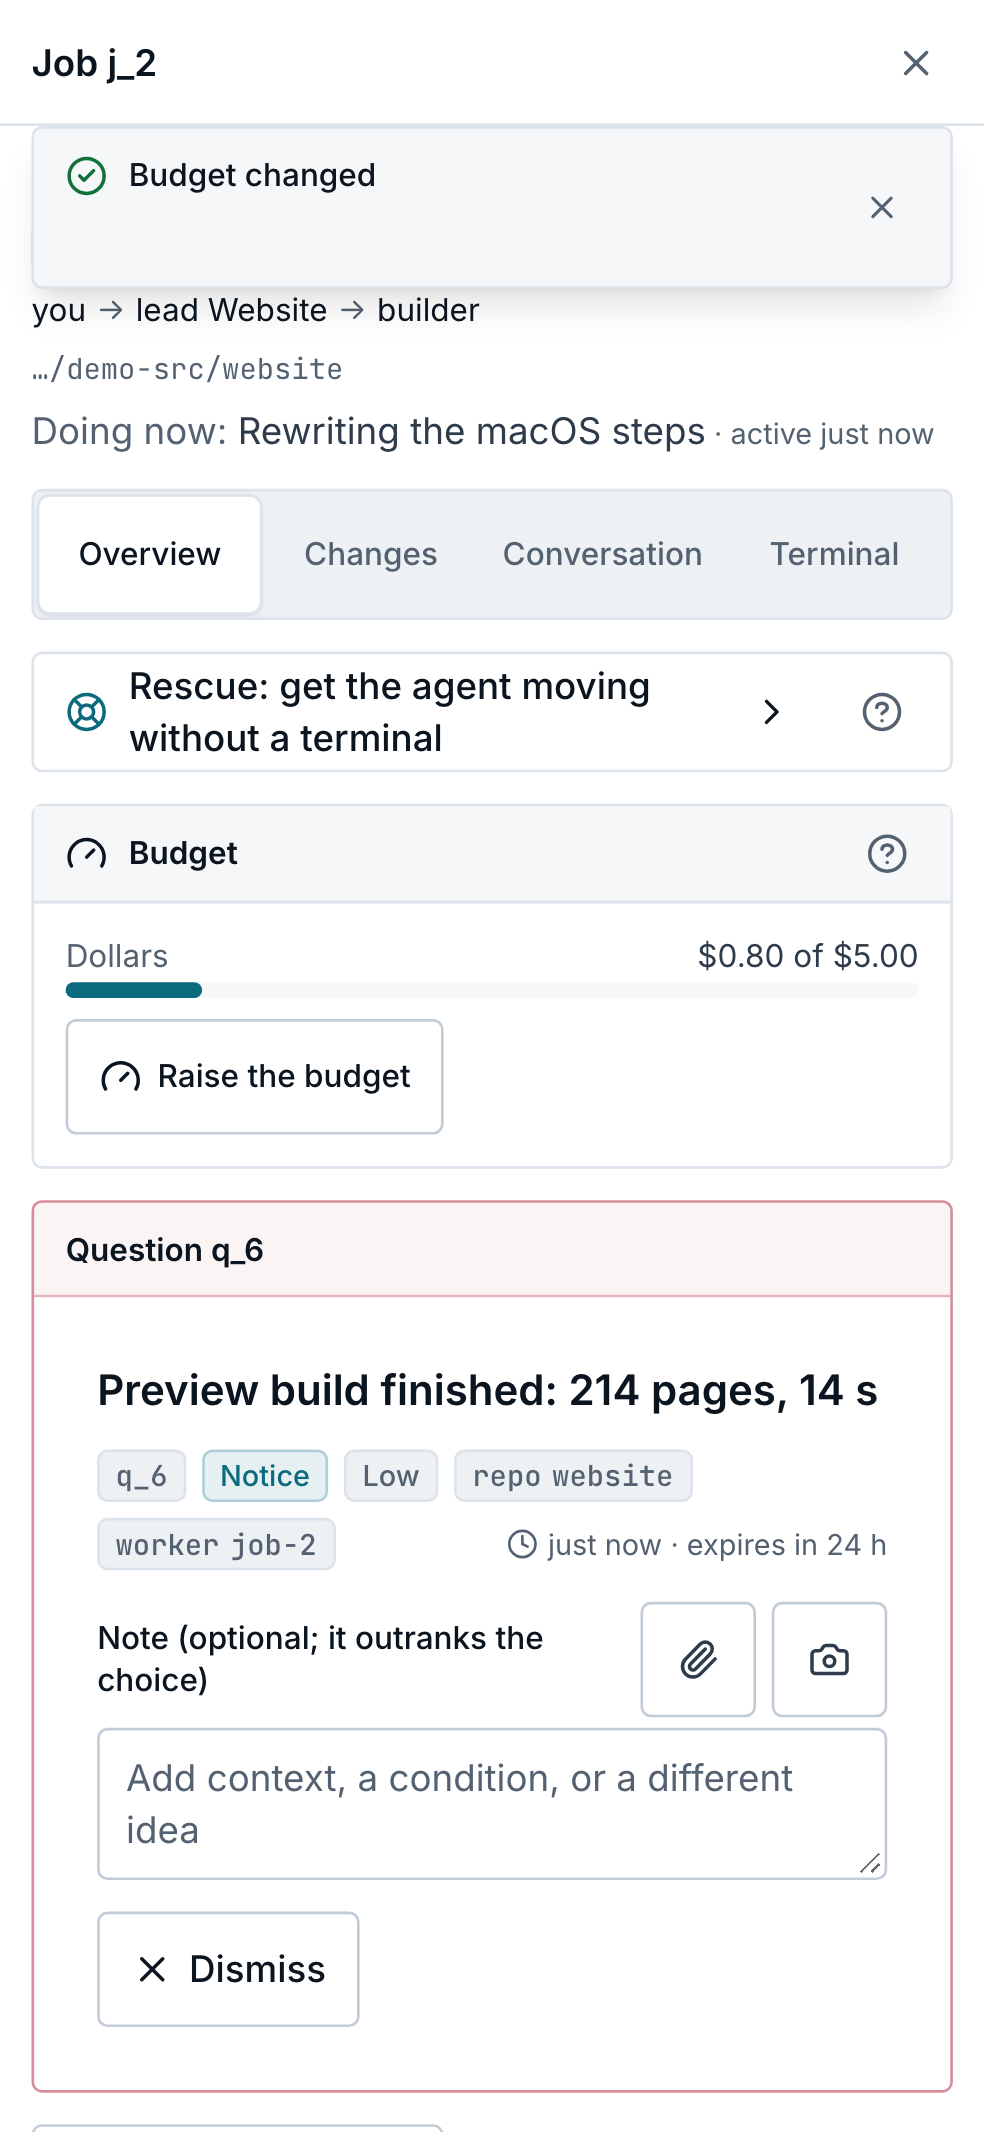 Job j_2
Budget changed
you → lead Website → builder
…/demo-src/website
Doing now: Rewriting the macOS steps · active just now
Overview
Changes
Conversation
Terminal
Rescue: get the agent moving
without a terminal
Budget
Dollars
$0.80 of $5.00
Raise the budget
Question q_6
Preview build finished: 214 pages, 14 s
q_6
Notice
Low
repo website
worker job-2
just now · expires in 24 h
Note (optional; it outranks the
choice)
Add context, a condition, or a different
idea
Dismiss